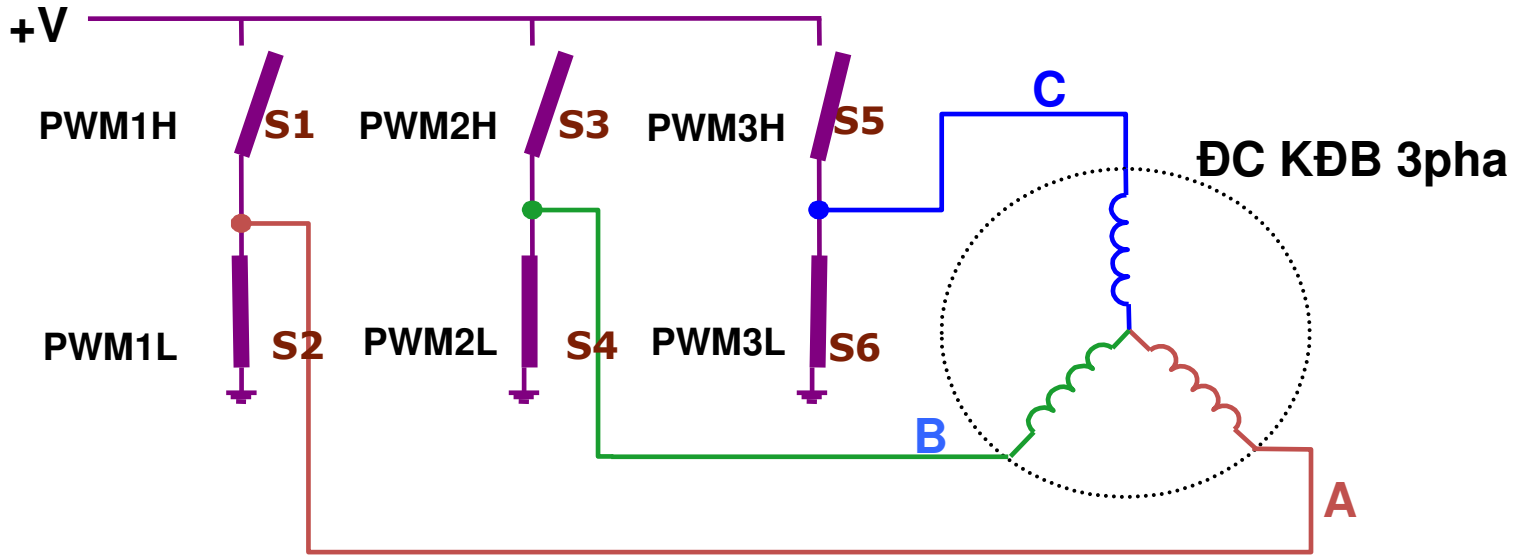 +V
C
PWM1H S1 PWM2H S3 PWM3H S5
ĐC KĐB 3pha
PWM1L S2 PWM2L S4 PWM3L S6
B
A